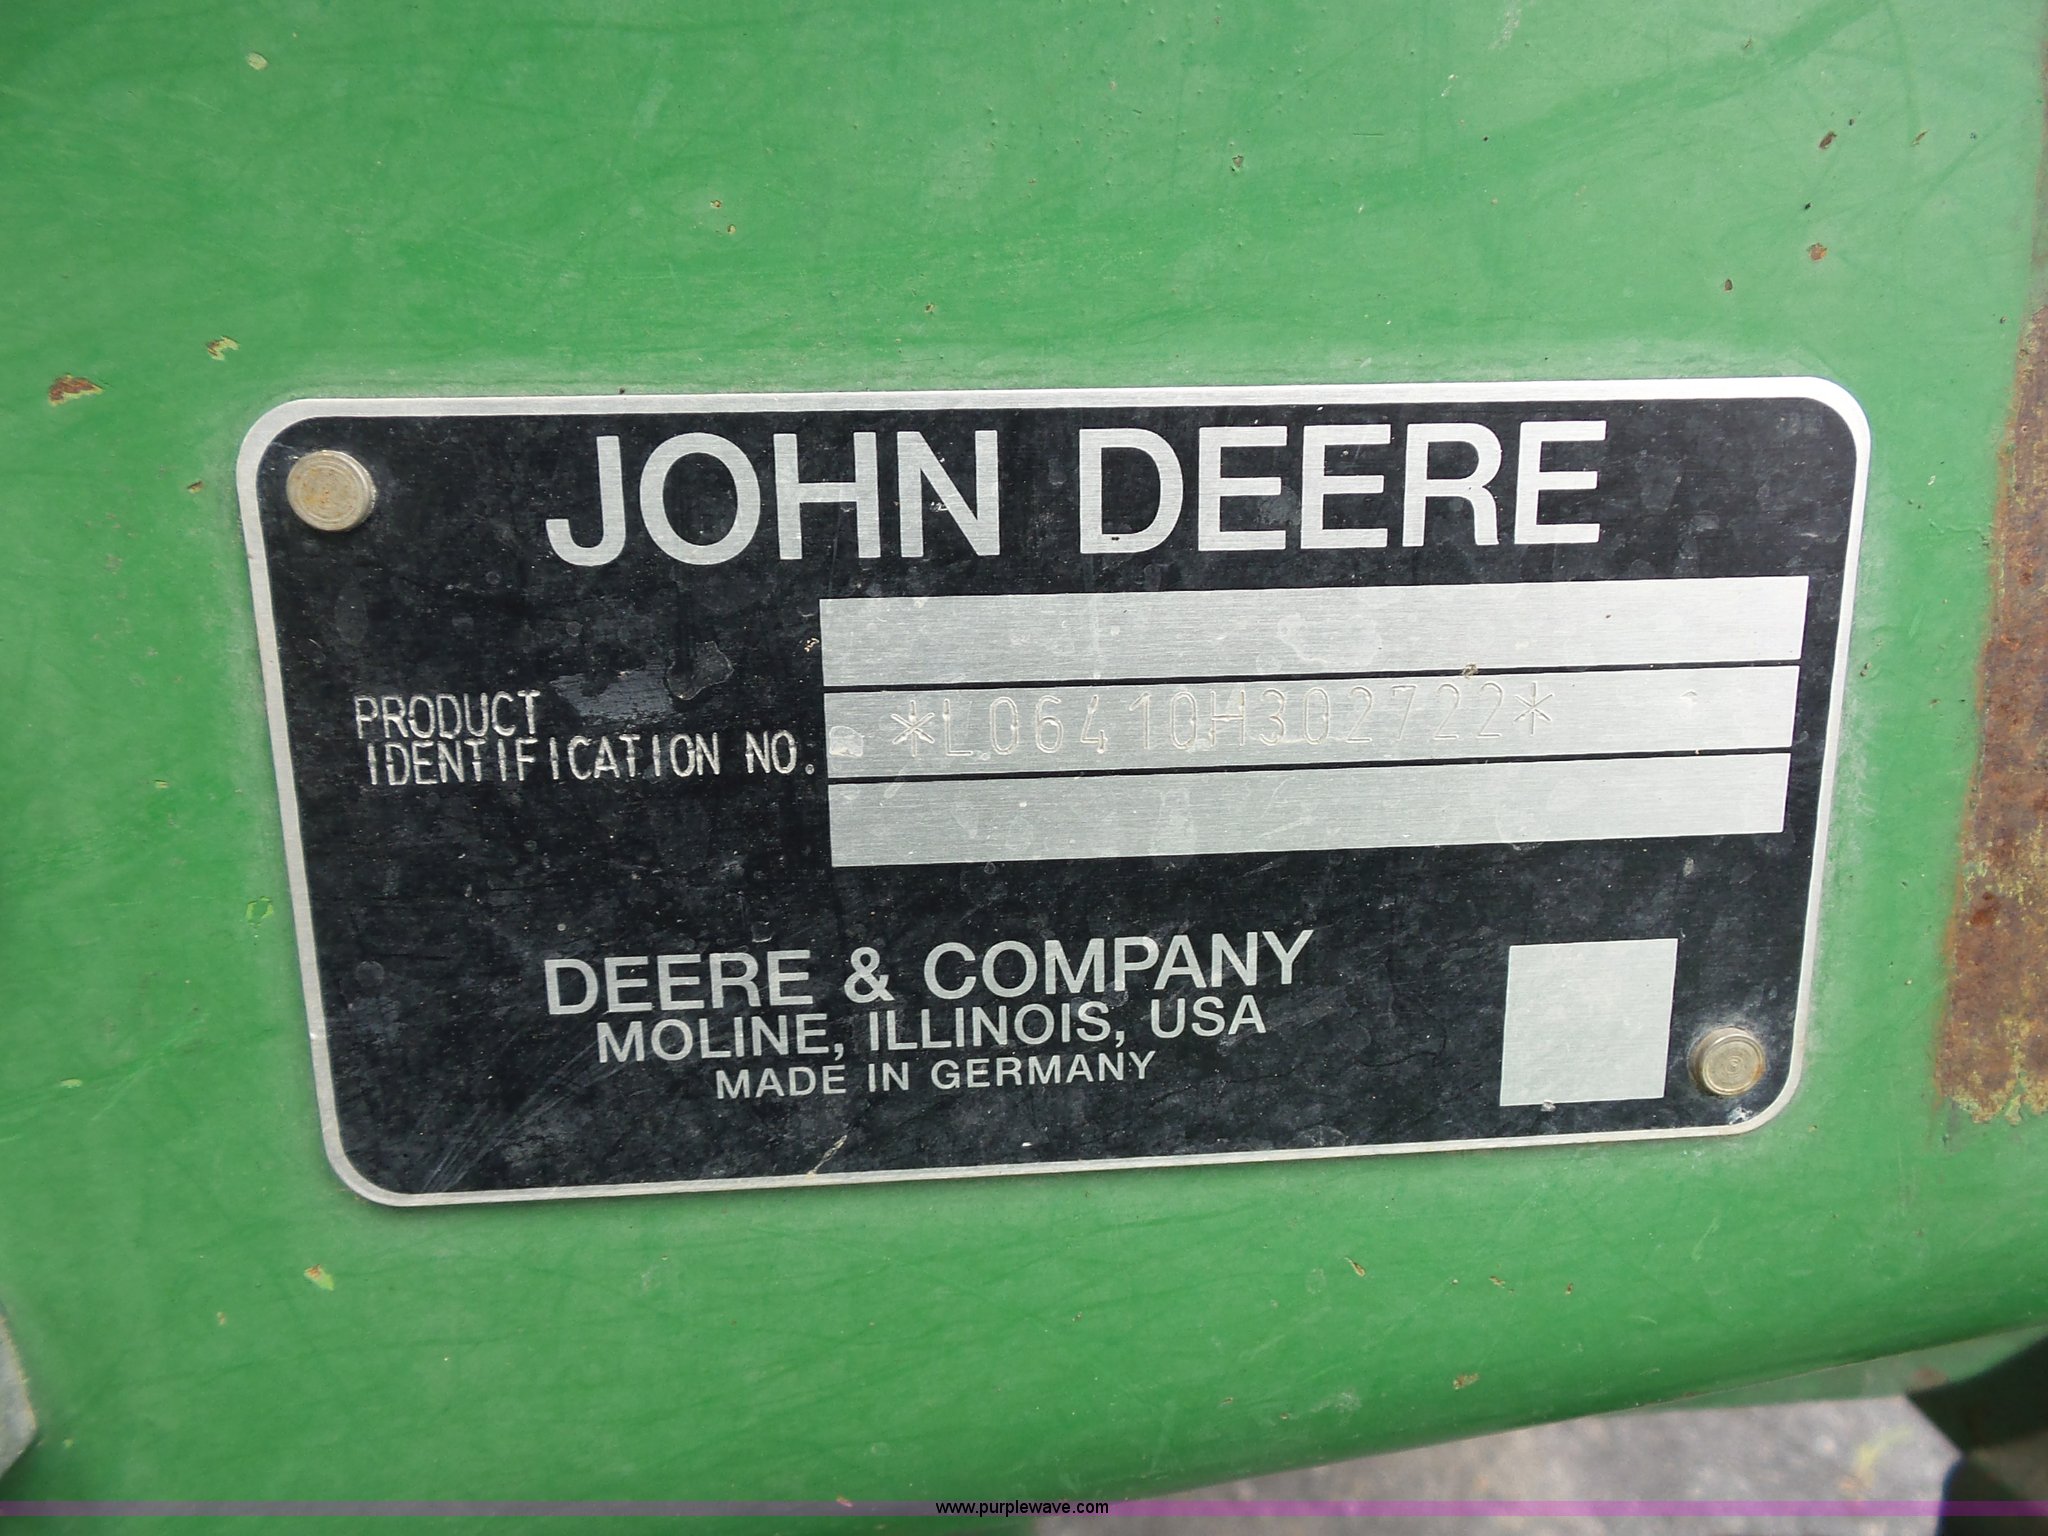 JOHN DEERE
PRODUCT
IDENTIFICATION NO.
*L06410H302722*
DEERE & COMPANY
MOLINE, ILLINOIS, USA
MADE IN GERMANY
www.purplewave.com